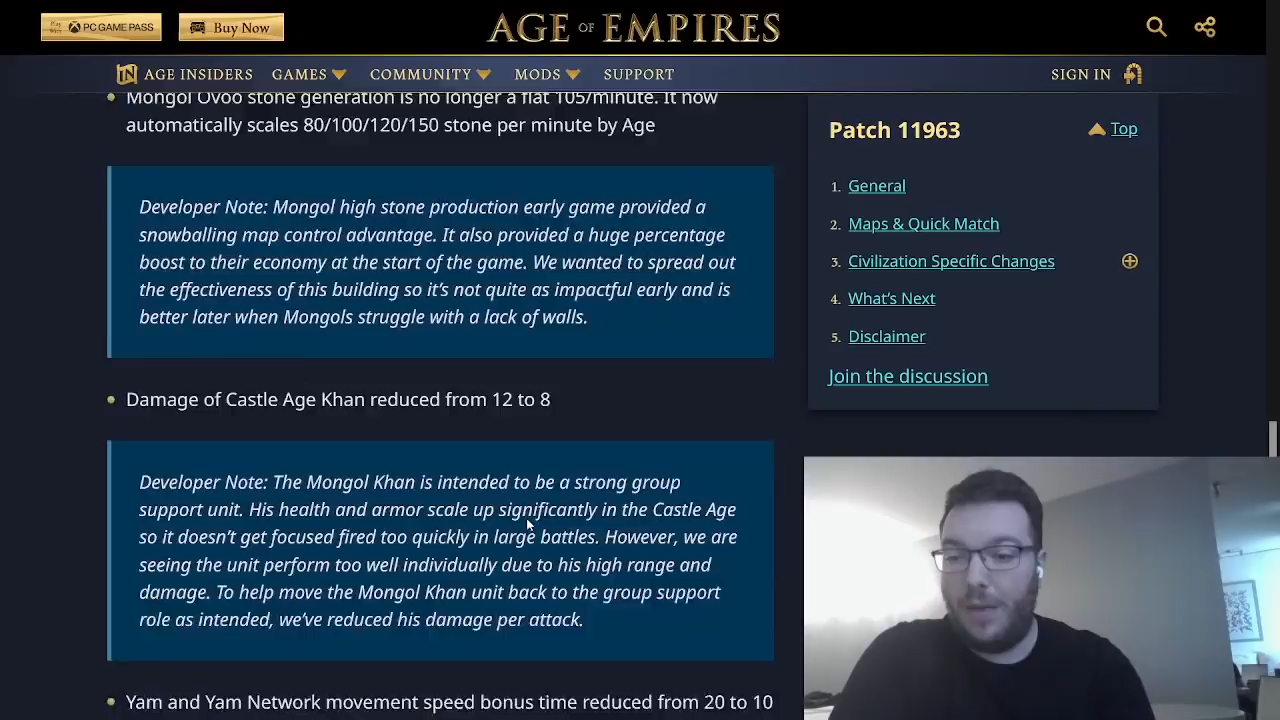 Play With
PC GAME PASS
Buy Now
AGE OF EMPIRES
AGE INSIDERS
GAMES
COMMUNITY
MODS
SUPPORT
SIGN IN
Mongol Ovoo stone generation is no longer a flat 105/minute. It now
automatically scales 80/100/120/150 stone per minute by Age
Developer Note: Mongol high stone production early game provided a
snowballing map control advantage. It also provided a huge percentage
boost to their economy at the start of the game. We wanted to spread out
the effectiveness of this building so it's not quite as impactful early and is
better later when Mongols struggle with a lack of walls.
Damage of Castle Age Khan reduced from 12 to 8
Developer Note: The Mongol Khan is intended to be a strong group
support unit. His health and armor scale up significantly in the Castle Age
so it doesn't get focused fired too quickly in large battles. However, we are
seeing the unit perform too well individually due to his high range and
damage. To help move the Mongol Khan unit back to the group support
role as intended, we've reduced his damage per attack.
Yam and Yam Network movement speed bonus time reduced from 20 to 10
Patch 11963
Top
1. General
2. Maps & Quick Match
3. Civilization Specific Changes
4. What's Next
5. Disclaimer
Join the discussion